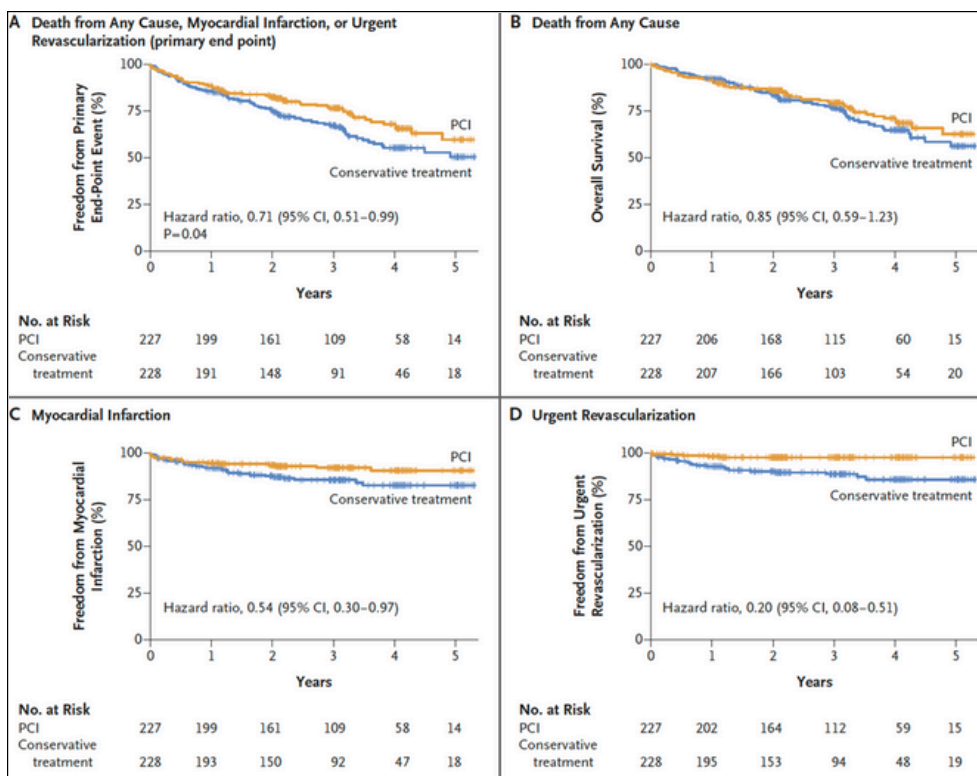 A Death from Any Cause, Myocardial Infarction, or Urgent
Revascularization (primary end point)
Freedom from Primary
End-Point Event (%)
100
75
50
25
0
PCI
Conservative treatment
Hazard ratio, 0.71 (95% CI, 0.51–0.99)
P=0.04
0 1 2 3 4 5
Years
No. at Risk
PCI 227 199 161 109 58 14
Conservative
treatment 228 191 148 91 46 18
B Death from Any Cause
Overall Survival (%)
100
75
50
25
0
PCI
Conservative treatment
Hazard ratio, 0.85 (95% CI, 0.59–1.23)
0 1 2 3 4 5
Years
No. at Risk
PCI 227 206 168 115 60 15
Conservative
treatment 228 207 166 103 54 20
C Myocardial Infarction
Freedom from Myocardial
Infarction (%)
100
75
50
25
0
PCI
Conservative treatment
Hazard ratio, 0.54 (95% CI, 0.30–0.97)
0 1 2 3 4 5
Years
No. at Risk
PCI 227 199 161 109 58 14
Conservative
treatment 228 193 150 92 47 18
D Urgent Revascularization
Freedom from Urgent
Revascularization (%)
100
75
50
25
0
PCI
Conservative treatment
Hazard ratio, 0.20 (95% CI, 0.08–0.51)
0 1 2 3 4 5
Years
No. at Risk
PCI 227 202 164 112 59 15
Conservative
treatment 228 195 153 94 48 19